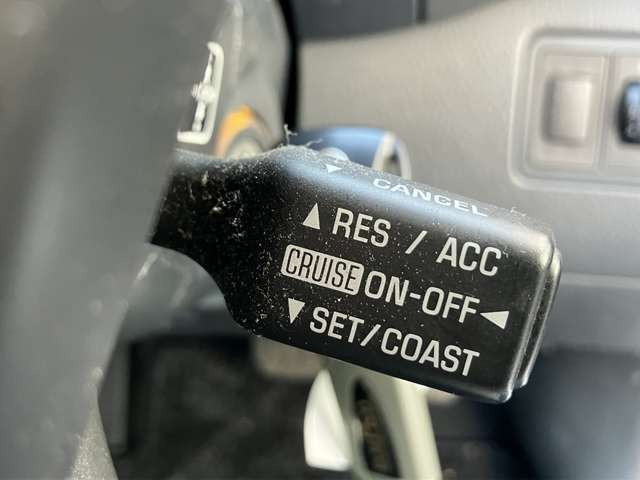 ▼ CANCEL
▲ RES / ACC
CRUISE ON-OFF ◀
▼ SET/COAST